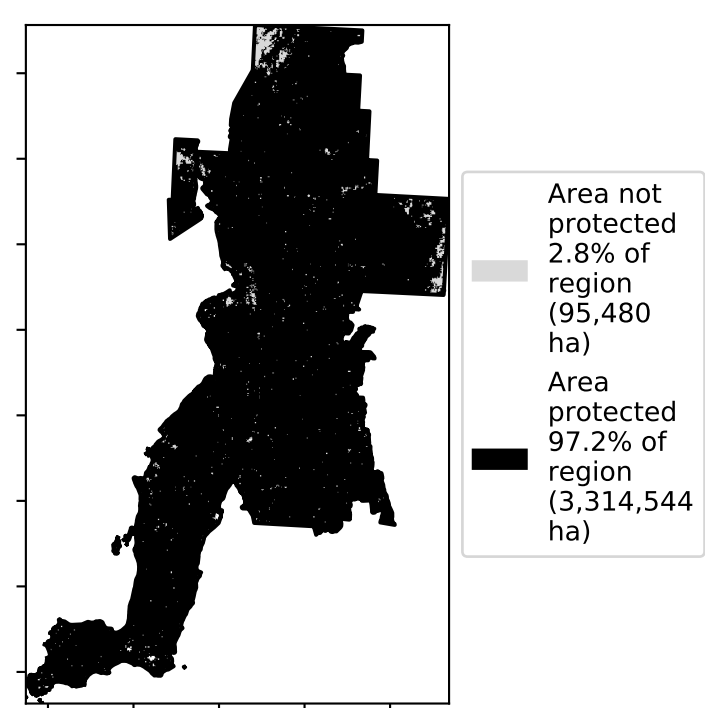 Area not
protected
2.8% of
region
(95,480
ha)
Area
protected
97.2% of
region
(3,314,544
ha)